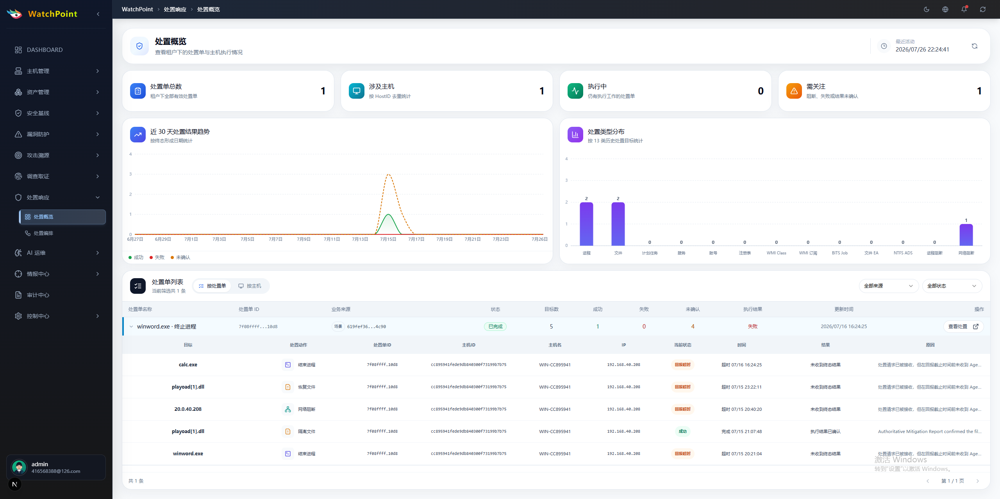 WatchPoint
DASHBOARD
主机管理
资产管理
安全基线
漏洞防护
攻击溯源
调查取证
处置响应
处置概览
处置编排
AI 运维
情报中心
审计中心
控制中心
admin
416568388@126.com
N
WatchPoint › 处置响应 › 处置概览
处置概览
查看租户下的处置单与主机执行情况
最近活动
2026/07/26 22:24:41
处置单总数
租户下全部有效处置单
1
涉及主机
按 HostID 去重统计
1
执行中
仍有执行工作的处置单
0
需关注
阻断、失败或结果未确认
1
近 30 天处置结果趋势
按终态形成日期统计
4
3
2
1
0
6月27日 6月29日 7月1日 7月3日 7月5日 7月7日 7月9日 7月11日 7月13日 7月15日 7月17日 7月19日 7月21日 7月23日 7月26日
成功 失败 未确认
处置类型分布
按 13 类历史处置目标统计
4
3
2
1
0
2 2 0 0 0 0 0 0 0 0 0 0 1
进程 文件 计划任务 服务 账号 注册表 WMI Class WMI 订阅 BITS Job 文件 EA NTFS ADS 进程阻断 网络阻断
处置单列表
当前筛选共 1 条
按处置单 按主机
全部来源 全部状态
处置单名称 处置单 ID 业务来源 状态 目标数 成功 失败 未确认 执行结果 更新时间 操作
winword.exe · 终止进程 7f08ffff...10d8 场景 619fef36...4c90 已完成 5 1 0 4 失败 2026/07/16 16:24:25 查看处置
目标 处置动作 处置单ID 主机ID 主机名 IP 当前状态 时间 结果 原因
calc.exe 结束进程 7f08ffff…10d8 cc895941fede9db840300f73199b7b75 WIN-CC895941 192.168.40.208 回报超时 超时 07/16 16:24:25 未收到终态结果 处置请求已被接收，但在回报截止时间前未收到 Age...
playoad[1].dll 恢复文件 7f08ffff…10d8 cc895941fede9db840300f73199b7b75 WIN-CC895941 192.168.40.208 回报超时 超时 07/15 23:22:11 未收到终态结果 处置请求已被接收，但在回报截止时间前未收到 Age...
20.0.40.208 网络阻断 7f08ffff…10d8 cc895941fede9db840300f73199b7b75 WIN-CC895941 192.168.40.208 回报超时 超时 07/15 20:40:20 未收到终态结果 处置请求已被接收，但在回报截止时间前未收到 Age...
playoad[1].dll 隔离文件 7f08ffff…10d8 cc895941fede9db840300f73199b7b75 WIN-CC895941 192.168.40.208 成功 完成 07/15 21:07:48 执行结果已确认 Authoritative Mitigation Report confirmed the fil...
winword.exe 结束进程 7f08ffff…10d8 cc895941fede9db840300f73199b7b75 WIN-CC895941 192.168.40.208 回报超时 超时 07/15 20:21:04 未收到终态结果 处置请求已被接收，但在回报截止时间前未收到 Age...
激活 Windows
转到"设置"以激活 Windows。
共 1 条
第 1 / 1 页